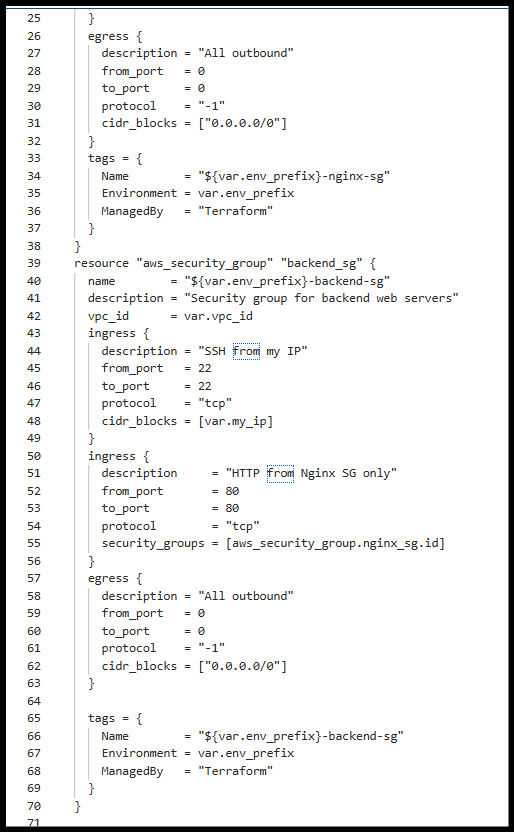 25 }
26 egress {
27 description = "All outbound"
28 from_port = 0
29 to_port = 0
30 protocol = "-1"
31 cidr_blocks = ["0.0.0.0/0"]
32 }
33 tags = {
34 Name = "${var.env_prefix}-nginx-sg"
35 Environment = var.env_prefix
36 ManagedBy = "Terraform"
37 }
38 }
39 resource "aws_security_group" "backend_sg" {
40 name = "${var.env_prefix}-backend-sg"
41 description = "Security group for backend web servers"
42 vpc_id = var.vpc_id
43 ingress {
44 description = "SSH from my IP"
45 from_port = 22
46 to_port = 22
47 protocol = "tcp"
48 cidr_blocks = [var.my_ip]
49 }
50 ingress {
51 description = "HTTP from Nginx SG only"
52 from_port = 80
53 to_port = 80
54 protocol = "tcp"
55 security_groups = [aws_security_group.nginx_sg.id]
56 }
57 egress {
58 description = "All outbound"
59 from_port = 0
60 to_port = 0
61 protocol = "-1"
62 cidr_blocks = ["0.0.0.0/0"]
63 }
64
65 tags = {
66 Name = "${var.env_prefix}-backend-sg"
67 Environment = var.env_prefix
68 ManagedBy = "Terraform"
69 }
70 }
71